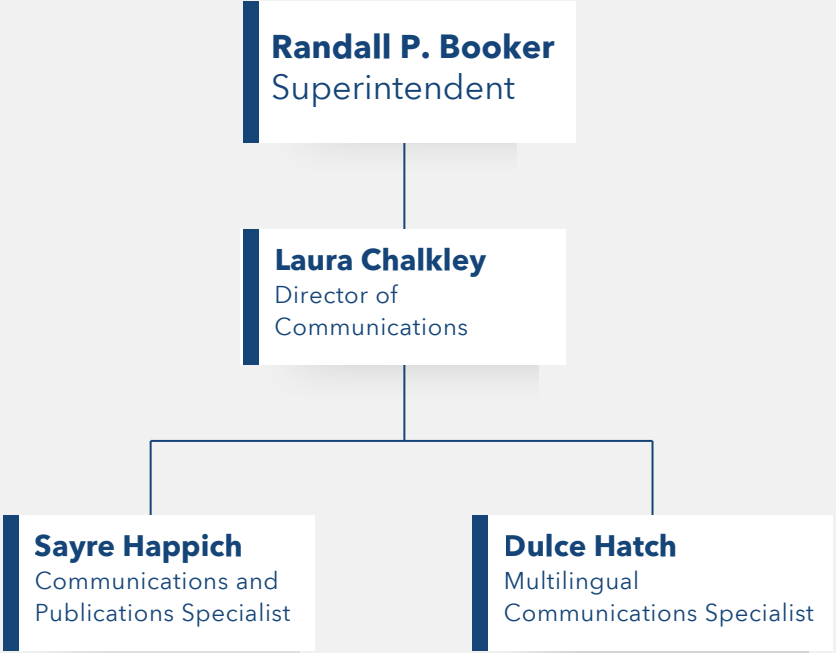 Randall P. Booker
Superintendent
Laura Chalkley
Director of
Communications
Sayre Happich
Communications and
Publications Specialist
Dulce Hatch
Multilingual
Communications Specialist